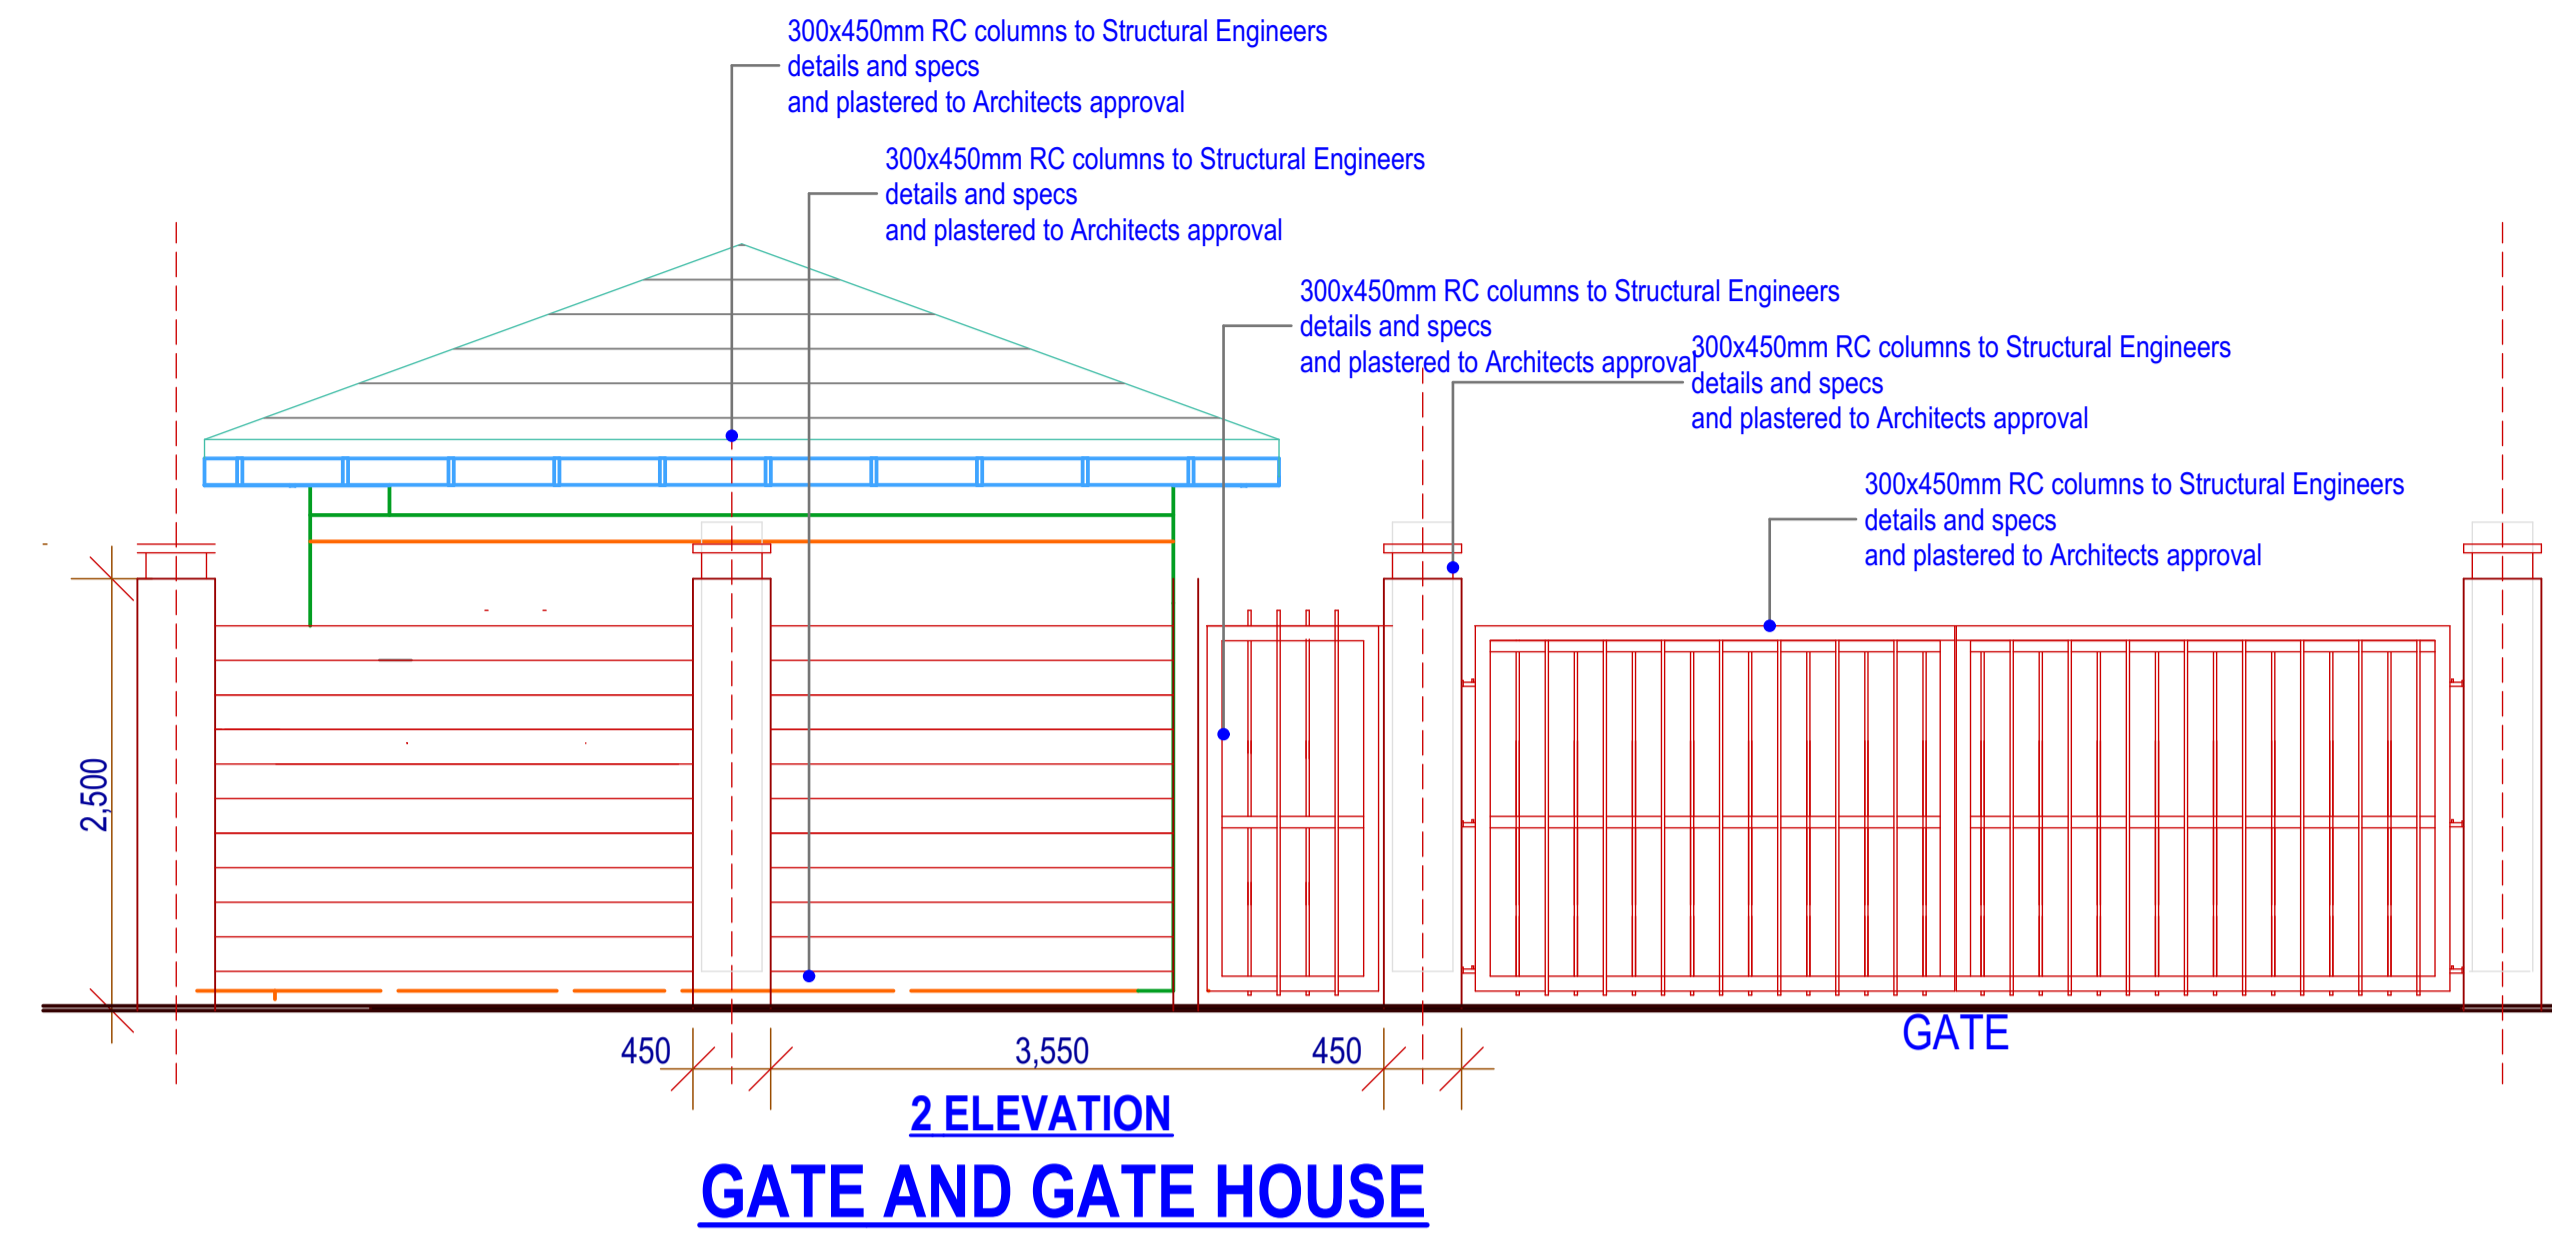 300x450mm RC columns to Structural Engineers
details and specs
and plastered to Architects approval
300x450mm RC columns to Structural Engineers
details and specs
and plastered to Architects approval
300x450mm RC columns to Structural Engineers
details and specs
and plastered to Architects approval
300x450mm RC columns to Structural Engineers
details and specs
and plastered to Architects approval
300x450mm RC columns to Structural Engineers
details and specs
and plastered to Architects approval
2,500
GATE
450
3,550
450
2 ELEVATION
GATE AND GATE HOUSE